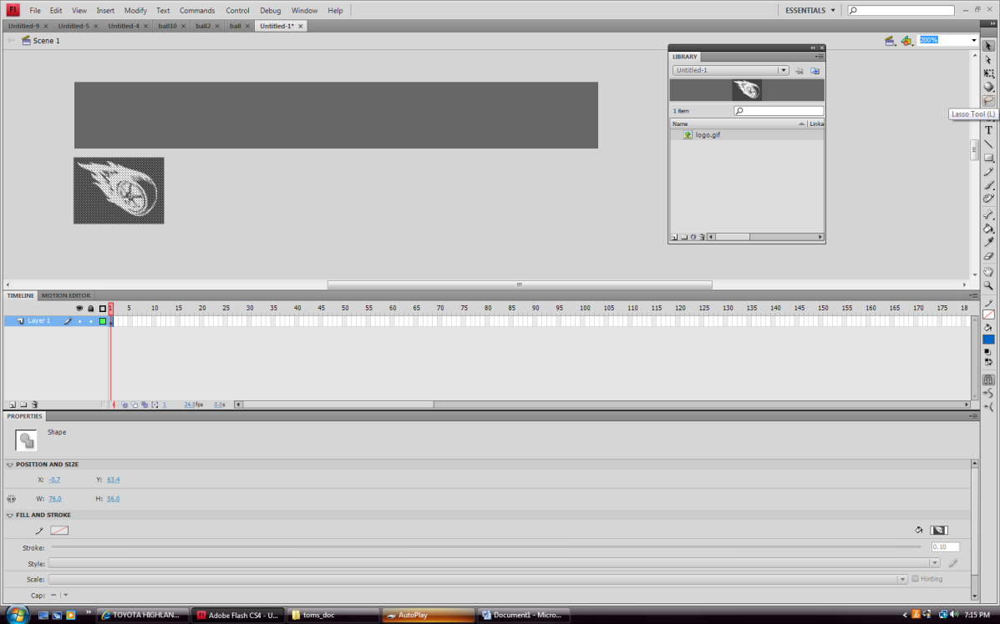 Fl File Edit View Insert Modify Text Commands Control Debug Window Help ESSENTIALS
Untitled-9 × Untitled-5 × Untitled-4 × ball10 × ball2 × ball × Untitled-1* ×
Scene 1 200%
LIBRARY
Untitled-1
1 item
Name Linka
logo.gif
Lasso Tool (L)
T
TIMELINE MOTION EDITOR
1 5 10 15 20 25 30 35 40 45 50 55 60 65 70 75 80 85 90 95 100 105 110 115 120 125 130 135 140 145 150 155 160 165 170 175 18
Layer 1
1 24.0fps 0.0s
PROPERTIES
Shape
POSITION AND SIZE
X: -0.7 Y: 63.4
W: 76.0 H: 56.0
FILL AND STROKE
Stroke: 0.10
Style:
Scale: Hinting
Cap:
TOYOTA HIGHLAN... Adobe Flash CS4 - U... toms_doc AutoPlay Document1 - Micro... 7:15 PM